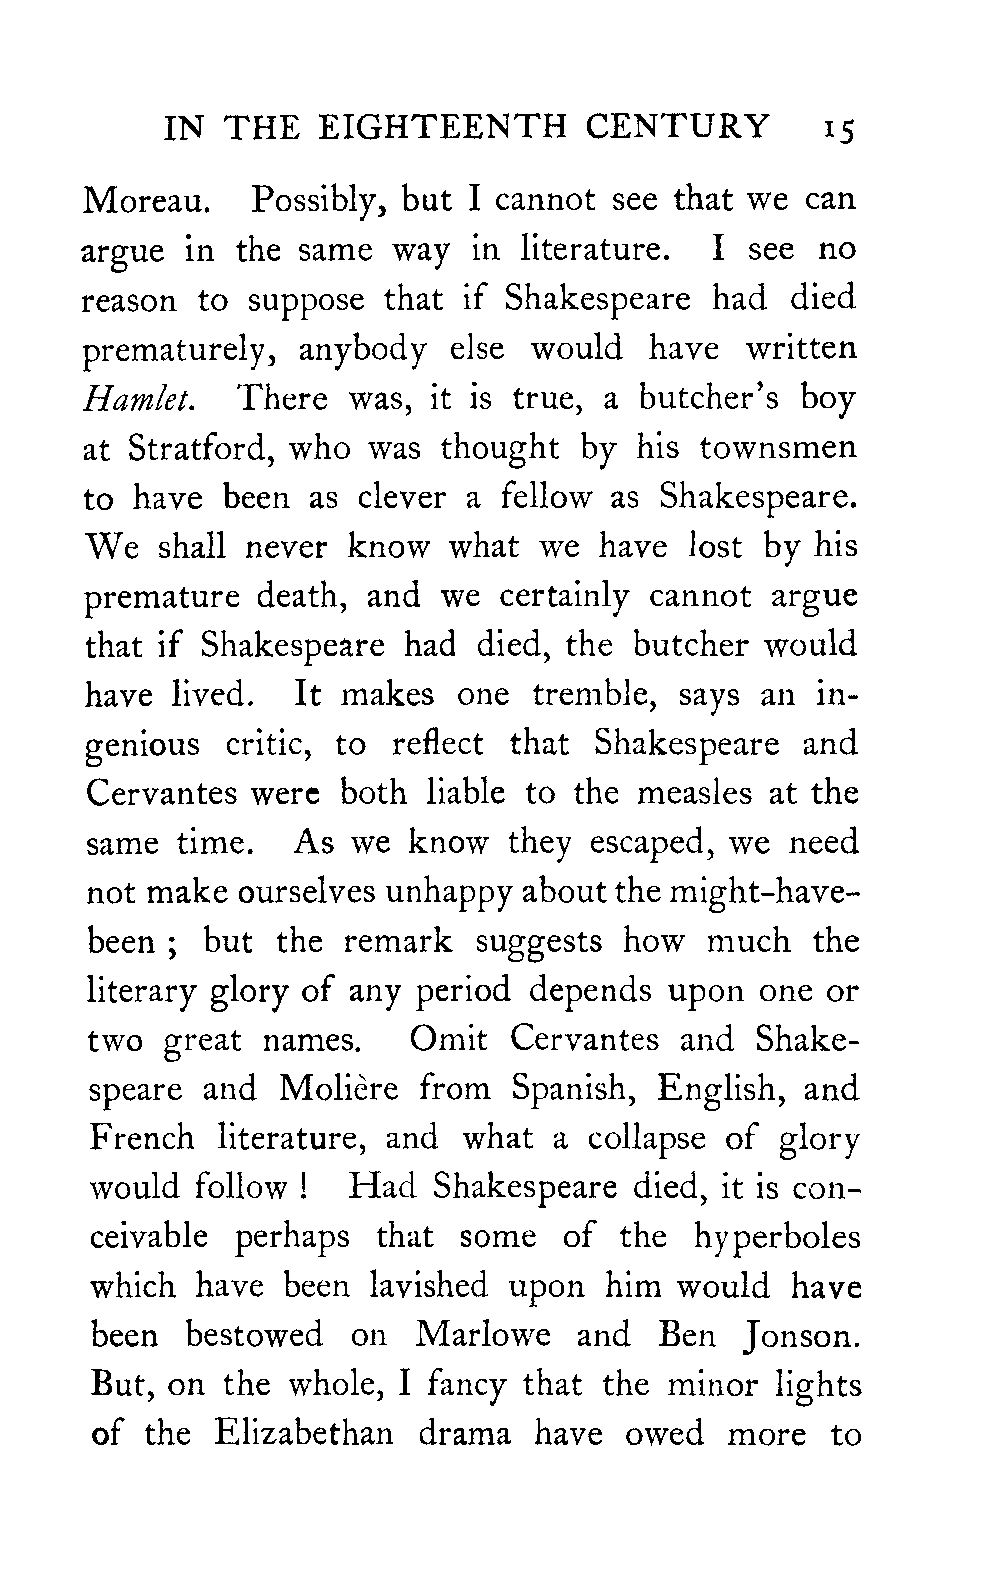 IN THE EIGHTEENTH CENTURY 15
Moreau. Possibly, but I cannot see that we can
argue in the same way in literature. I see no
reason to suppose that if Shakespeare had died
prematurely, anybody else would have written
Hamlet. There was, it is true, a butcher's boy
at Stratford, who was thought by his townsmen
to have been as clever a fellow as Shakespeare.
We shall never know what we have lost by his
premature death, and we certainly cannot argue
that if Shakespeare had died, the butcher would
have lived. It makes one tremble, says an in-
genious critic, to reflect that Shakespeare and
Cervantes were both liable to the measles at the
same time. As we know they escaped, we need
not make ourselves unhappy about the might-have-
been ; but the remark suggests how much the
literary glory of any period depends upon one or
two great names. Omit Cervantes and Shake-
speare and Molière from Spanish, English, and
French literature, and what a collapse of glory
would follow ! Had Shakespeare died, it is con-
ceivable perhaps that some of the hyperboles
which have been lavished upon him would have
been bestowed on Marlowe and Ben Jonson.
But, on the whole, I fancy that the minor lights
of the Elizabethan drama have owed more to